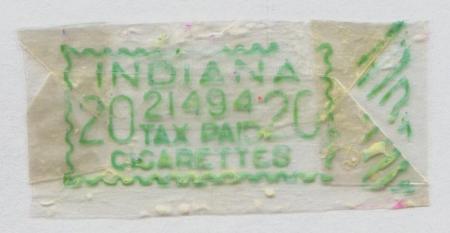 INDIANA
20 21494 20
TAX PAID
CIGARETTES